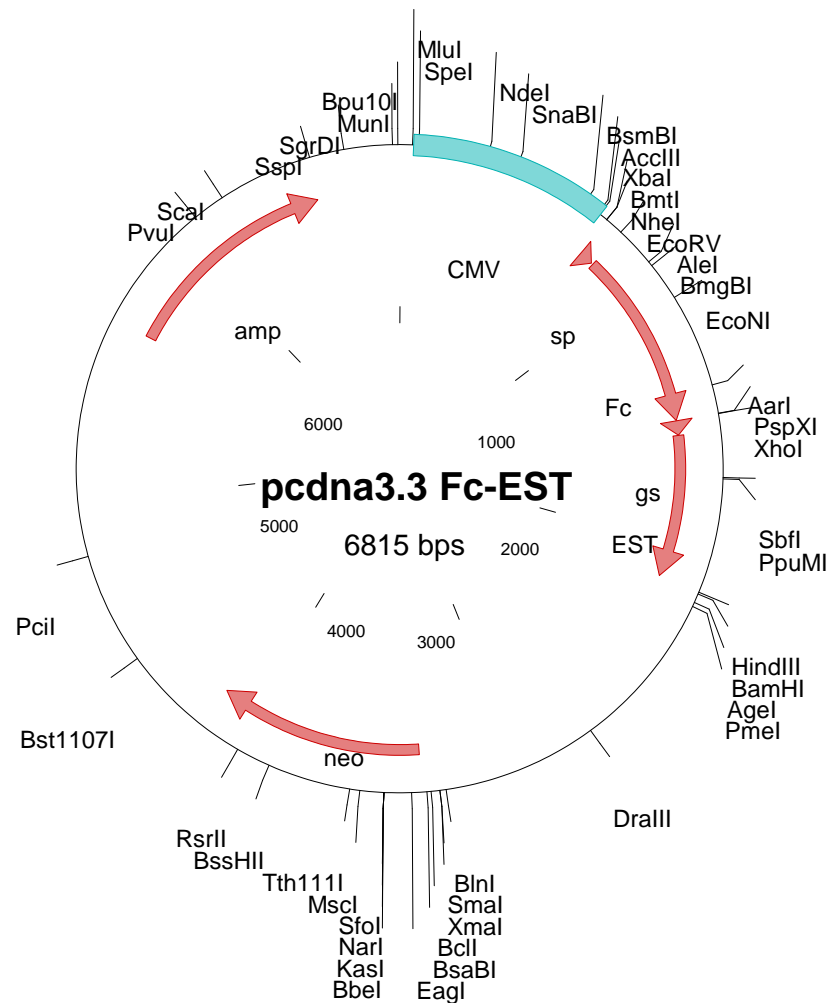 MluI
SpeI
NdeI
SnaBI
BsmBI
AccIII
XbaI
BmtI
NheI
EcoRV
AleI
BmgBI
EcoNI
AarI
PspXI
XhoI
SbfI
PpuMI
HindIII
BamHI
AgeI
PmeI
DraIII
BlnI
SmaI
XmaI
BclI
BsaBI
EagI
BbeI
KasI
NarI
SfoI
MscI
Tth111I
BssHII
RsrII
Bst1107I
PciI
PvuI
ScaI
SspI
SgrDI
MunI
Bpu10I
CMV
sp
Fc
gs
EST
neo
amp
1000
2000
3000
4000
5000
6000
pcdna3.3 Fc-EST
6815 bps